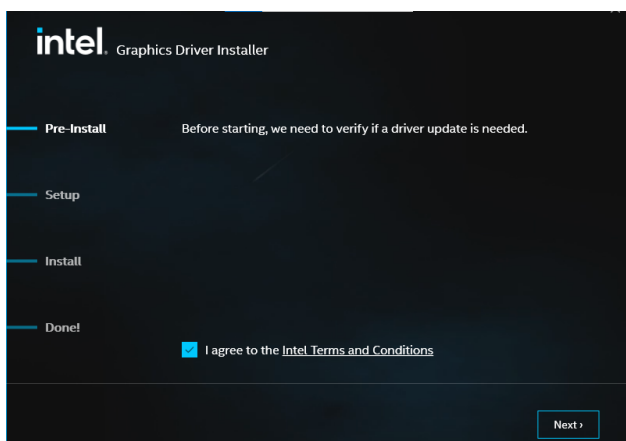 intel. Graphics Driver Installer
Pre-Install
Before starting, we need to verify if a driver update is needed.
Setup
Install
Done!
I agree to the Intel Terms and Conditions
Next ›